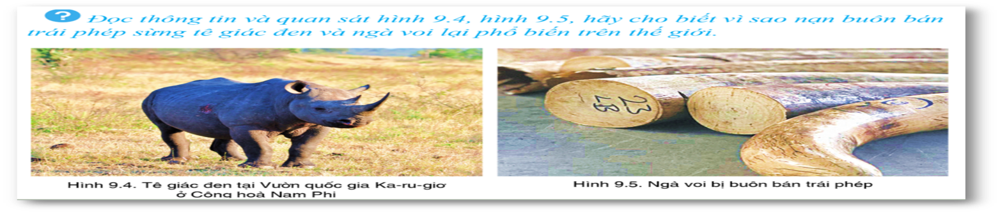 ? Đọc thông tin và quan sát hình 9.4, hình 9.5, hãy cho biết vì sao nạn buôn bán
trái phép sừng tê giác đen và ngà voi lại phổ biến trên thế giới.
23
LB
Hình 9.4. Tê giác đen tại Vườn quốc gia Ka-ru-giơ
ở Cộng hoà Nam Phi
Hình 9.5. Ngà voi bị buôn bán trái phép